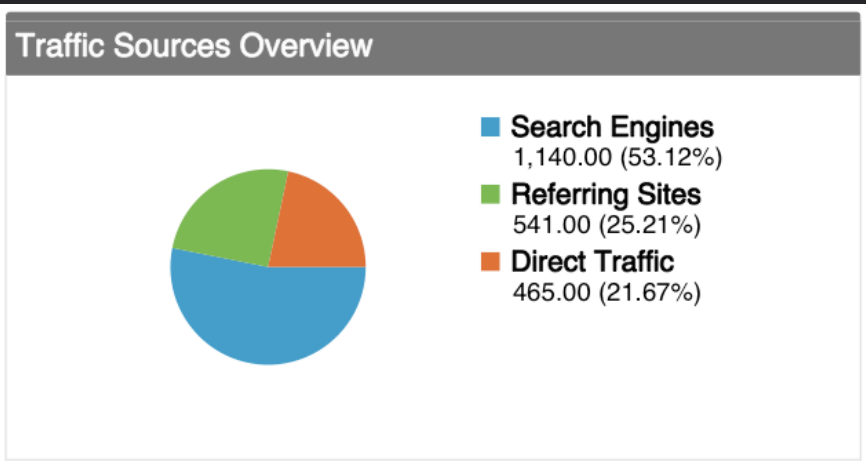 Traffic Sources Overview
Search Engines
1,140.00 (53.12%)
Referring Sites
541.00 (25.21%)
Direct Traffic
465.00 (21.67%)